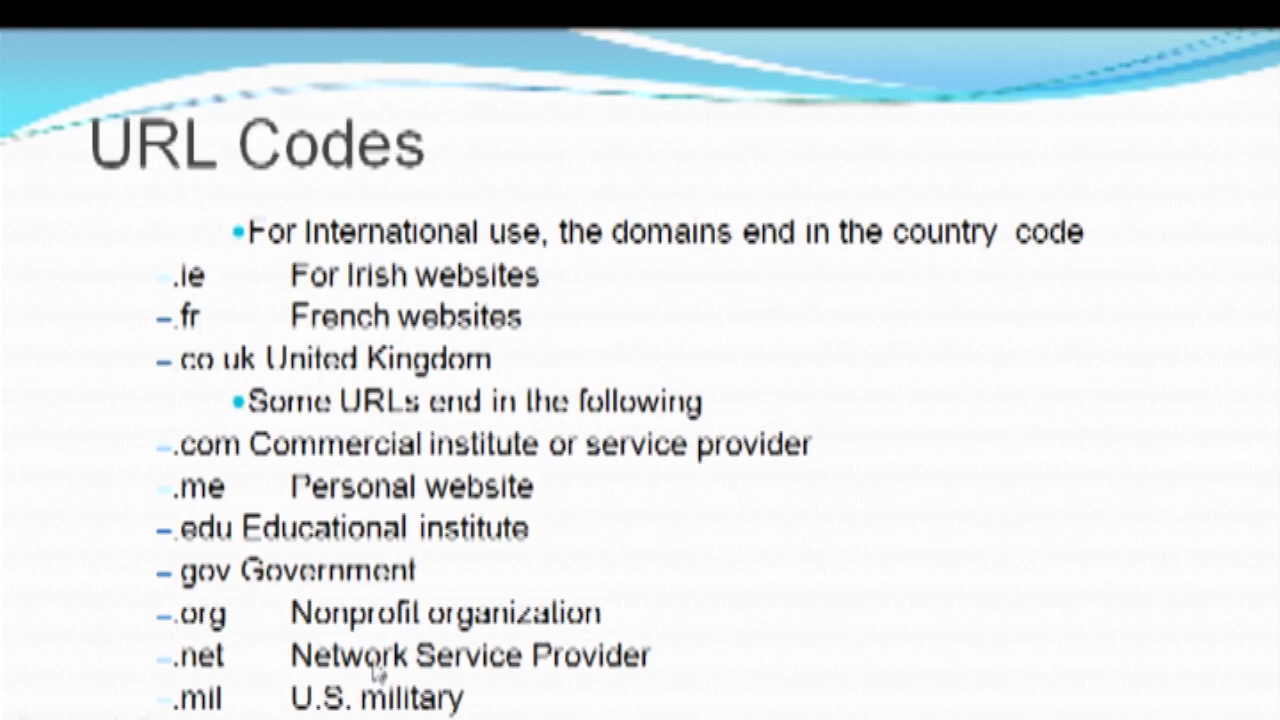 URL Codes
•For International use, the domains end in the country code
–.ie For Irish websites
–.fr French websites
–.co.uk United Kingdom
•Some URLs end in the following
–.com Commercial institute or service provider
–.me Personal website
–.edu Educational institute
–.gov Government
–.org Nonprofit organization
–.net Network Service Provider
–.mil U.S. military